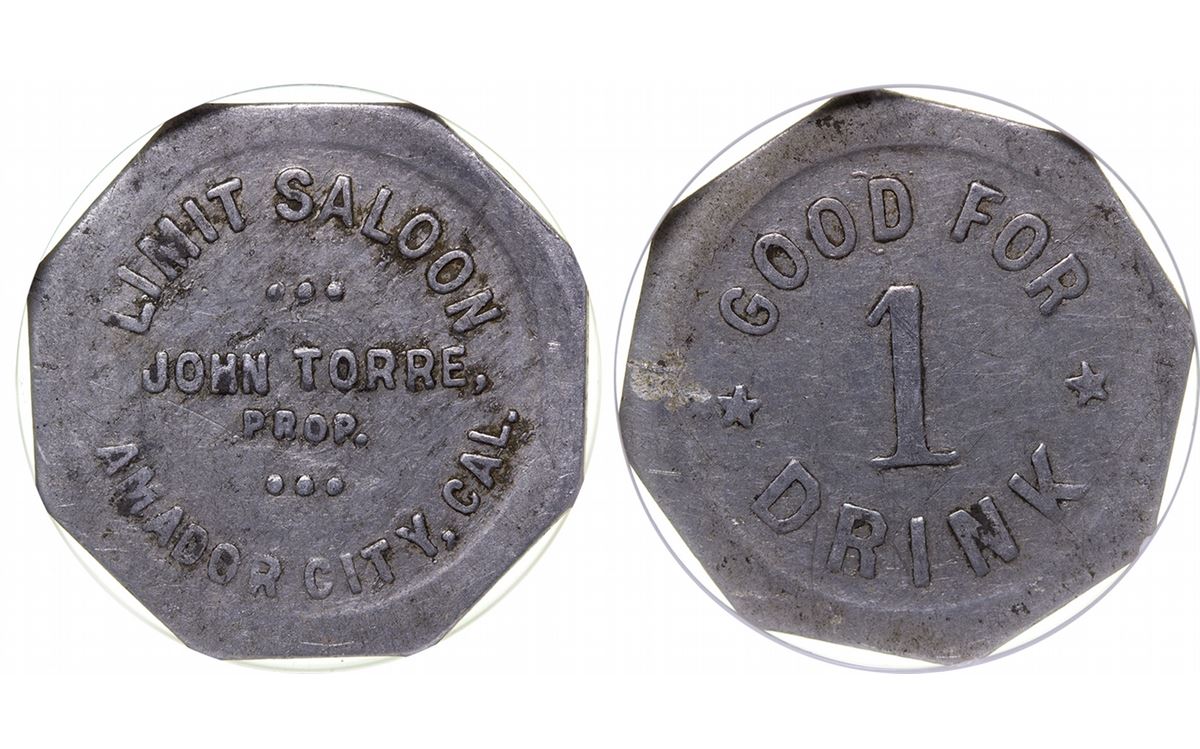 LIMIT SALOON
JOHN TORRE,
PROP.
AMADOR CITY, CAL.
GOOD FOR
1
DRINK